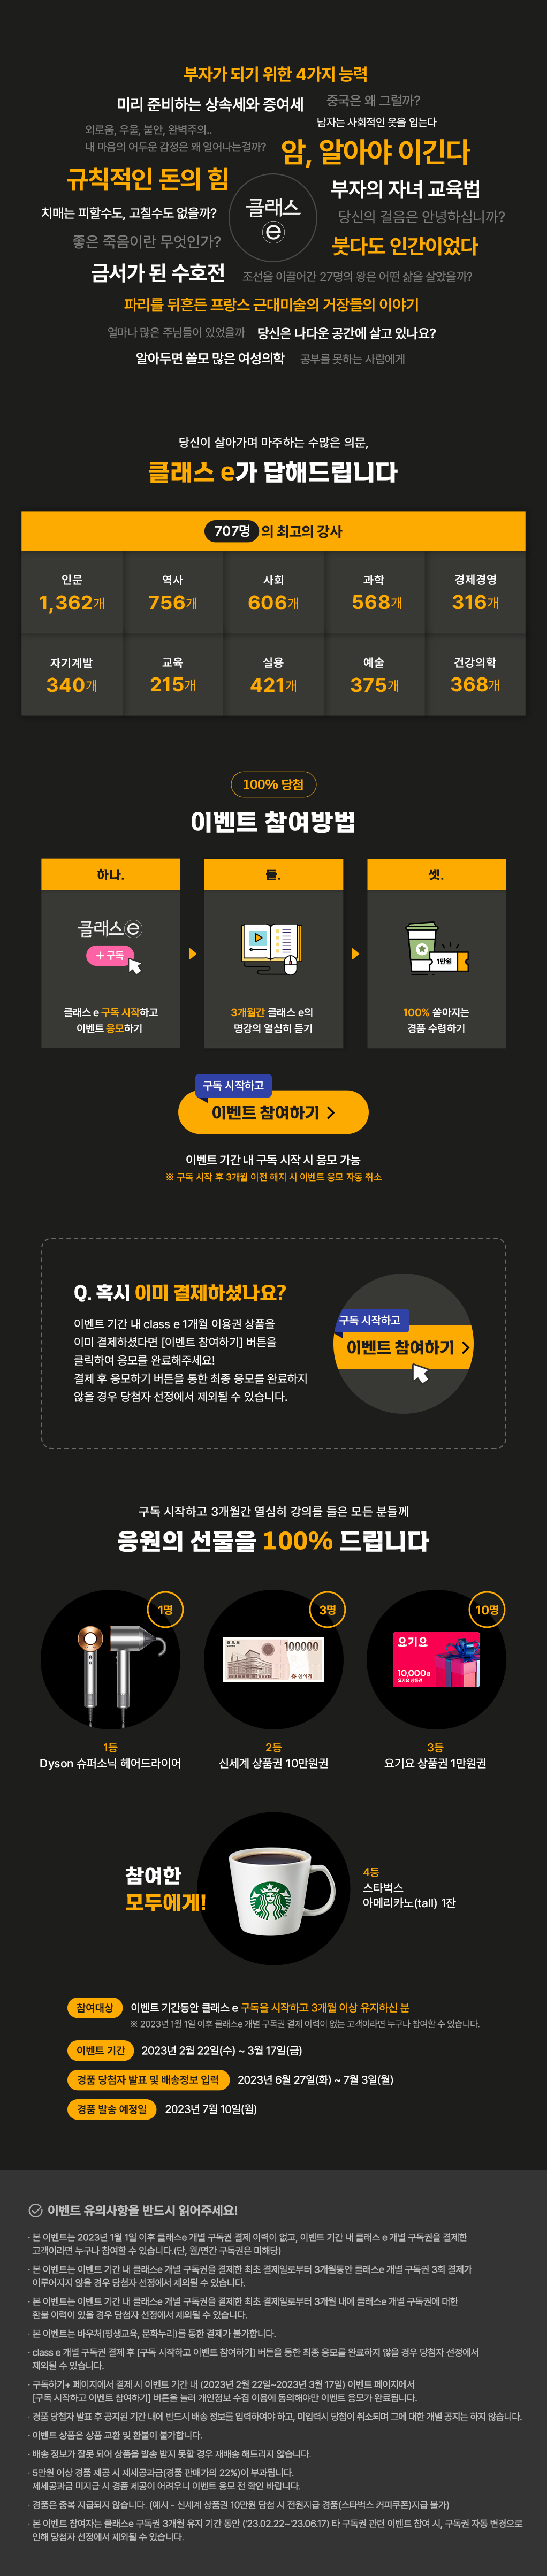 부자가 되기 위한 4가지 능력
미리 준비하는 상속세와 증여세
중국은 왜 그럴까?
외로움, 우울, 불안, 완벽주의..
내 마음의 어두운 감정은 왜 일어나는걸까?
남자는 사회적인 옷을 입는다
암, 알아야 이긴다
규칙적인 돈의 힘
부자의 자녀 교육법
치매는 피할수도, 고칠수도 없을까?
클래스
e
당신의 걸음은 안녕하십니까?
좋은 죽음이란 무엇인가?
붓다도 인간이었다
금서가 된 수호전
조선을 이끌어간 27명의 왕은 어떤 삶을 살았을까?
파리를 뒤흔든 프랑스 근대미술의 거장들의 이야기
얼마나 많은 주님들이 있었을까
당신은 나다운 공간에 살고 있나요?
알아두면 쓸모 많은 여성의학
공부를 못하는 사람에게
당신이 살아가며 마주하는 수많은 의문,
클래스 e가 답해드립니다
707명의 최고의 강사
인문
1,362개
역사
756개
사회
606개
과학
568개
경제경영
316개
자기계발
340개
교육
215개
실용
421개
예술
375개
건강의학
368개
100% 당첨
이벤트 참여방법
하나.
클래스 e
+ 구독
클래스 e 구독 시작하고
이벤트 응모하기
둘.
3개월간 클래스 e의
명강의 열심히 듣기
셋.
1만원
100% 쏟아지는
경품 수령하기
구독 시작하고
이벤트 참여하기 >
이벤트 기간 내 구독 시작 시 응모 가능
※ 구독 시작 후 3개월 이전 해지 시 이벤트 응모 자동 취소
Q. 혹시 이미 결제하셨나요?
이벤트 기간 내 class e 1개월 이용권 상품을
이미 결제하셨다면 [이벤트 참여하기] 버튼을
클릭하여 응모를 완료해주세요!
결제 후 응모하기 버튼을 통한 최종 응모를 완료하지
않을 경우 당첨자 선정에서 제외될 수 있습니다.
구독 시작하고
이벤트 참여하기 >
구독 시작하고 3개월간 열심히 강의를 들은 모든 분들께
응원의 선물을 100% 드립니다
1명
1등
Dyson 슈퍼소닉 헤어드라이어
3명
100000
2등
신세계 상품권 10만원권
10명
요기요
10,000원
요기요 상품권
3등
요기요 상품권 1만원권
참여한
모두에게!
4등
스타벅스
아메리카노(tall) 1잔
참여대상 이벤트 기간동안 클래스 e 구독을 시작하고 3개월 이상 유지하신 분
※ 2023년 1월 1일 이후 클래스e 개별 구독권 결제 이력이 없는 고객이라면 누구나 참여할 수 있습니다.
이벤트 기간 2023년 2월 22일(수) ~ 3월 17일(금)
경품 당첨자 발표 및 배송정보 입력 2023년 6월 27일(화) ~ 7월 3일(월)
경품 발송 예정일 2023년 7월 10일(월)
이벤트 유의사항을 반드시 읽어주세요!
· 본 이벤트는 2023년 1월 1일 이후 클래스e 개별 구독권 결제 이력이 없고, 이벤트 기간 내 클래스 e 개별 구독권을 결제한
고객이라면 누구나 참여할 수 있습니다.(단, 월/연간 구독권은 미해당)
· 본 이벤트는 이벤트 기간 내 클래스e 개별 구독권을 결제한 최초 결제일로부터 3개월동안 클래스e 개별 구독권 3회 결제가
이루어지지 않을 경우 당첨자 선정에서 제외될 수 있습니다.
· 본 이벤트는 이벤트 기간 내 클래스e 개별 구독권을 결제한 최초 결제일로부터 3개월 내에 클래스e 개별 구독권에 대한
환불 이력이 있을 경우 당첨자 선정에서 제외될 수 있습니다.
· 본 이벤트는 바우처(평생교육, 문화누리)를 통한 결제가 불가합니다.
· class e 개별 구독권 결제 후 [구독 시작하고 이벤트 참여하기] 버튼을 통한 최종 응모를 완료하지 않을 경우 당첨자 선정에서
제외될 수 있습니다.
· 구독하기+ 페이지에서 결제 시 이벤트 기간 내 (2023년 2월 22일~2023년 3월 17일) 이벤트 페이지에서
[구독 시작하고 이벤트 참여하기] 버튼을 눌러 개인정보 수집 이용에 동의해야만 이벤트 응모가 완료됩니다.
· 경품 당첨자 발표 후 공지된 기간 내에 반드시 배송 정보를 입력하여야 하고, 미입력시 당첨이 취소되며 그에 대한 개별 공지는 하지 않습니다.
· 이벤트 상품은 상품 교환 및 환불이 불가합니다.
· 배송 정보가 잘못 되어 상품을 발송 받지 못할 경우 재배송 해드리지 않습니다.
· 5만원 이상 경품 제공 시 제세공과금(경품 판매가의 22%)이 부과됩니다.
제세공과금 미지급 시 경품 제공이 어려우니 이벤트 응모 전 확인 바랍니다.
· 경품은 중복 지급되지 않습니다. (예시 - 신세계 상품권 10만원 당첨 시 전원지급 경품(스타벅스 커피쿠폰)지급 불가)
· 본 이벤트 참여자는 클래스e 구독권 3개월 유지 기간 동안 ('23.02.22~'23.06.17) 타 구독권 관련 이벤트 참여 시, 구독권 자동 변경으로
인해 당첨자 선정에서 제외될 수 있습니다.